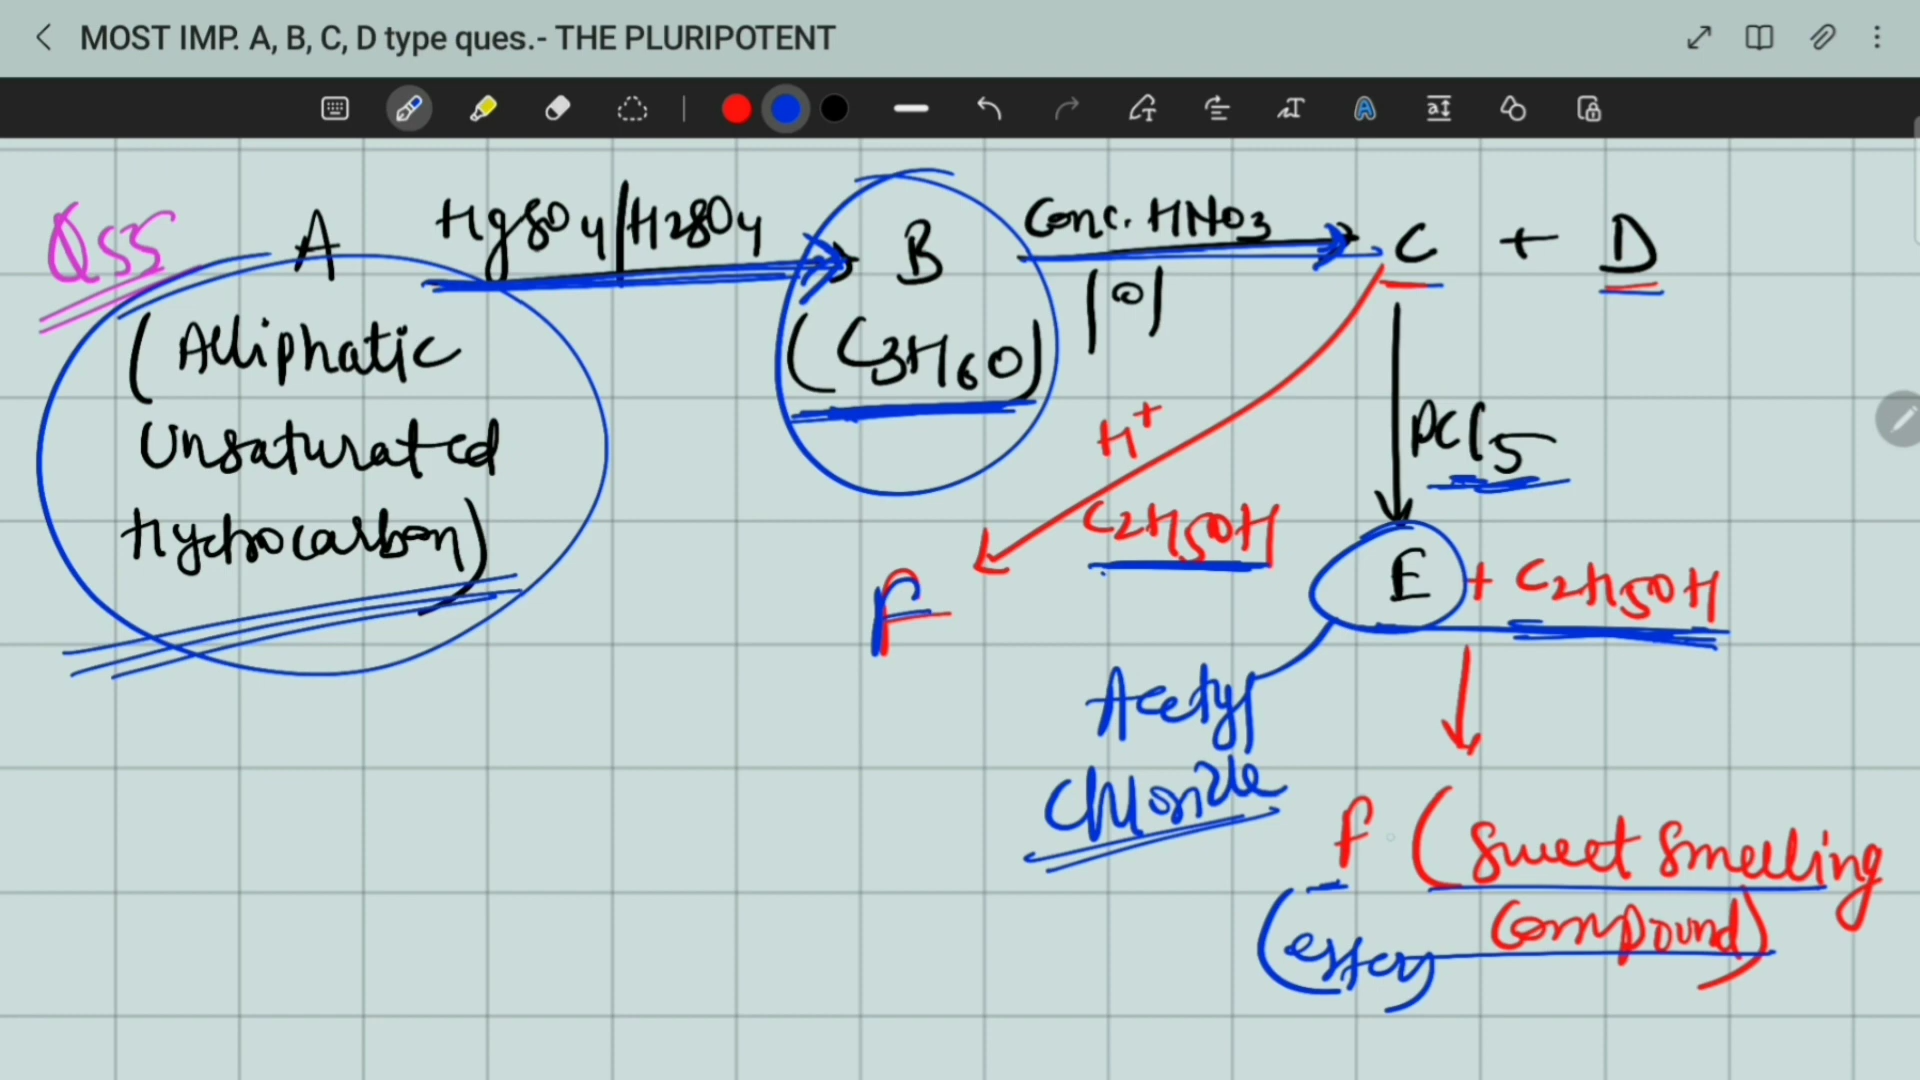 MOST IMP. A, B, C, D type ques.- THE PLURIPOTENT
Q55 A HgSO4/H2SO4 B Conc. HNO3 C + D
|O|
(Alliphatic (C3H6O)
Unsaturated
Hydrocarbon)
PCl5
H+
C2H5OH
F
E + C2H5OH
Acetyl
Chloride
F (Sweet Smelling
Compound)
(ester)